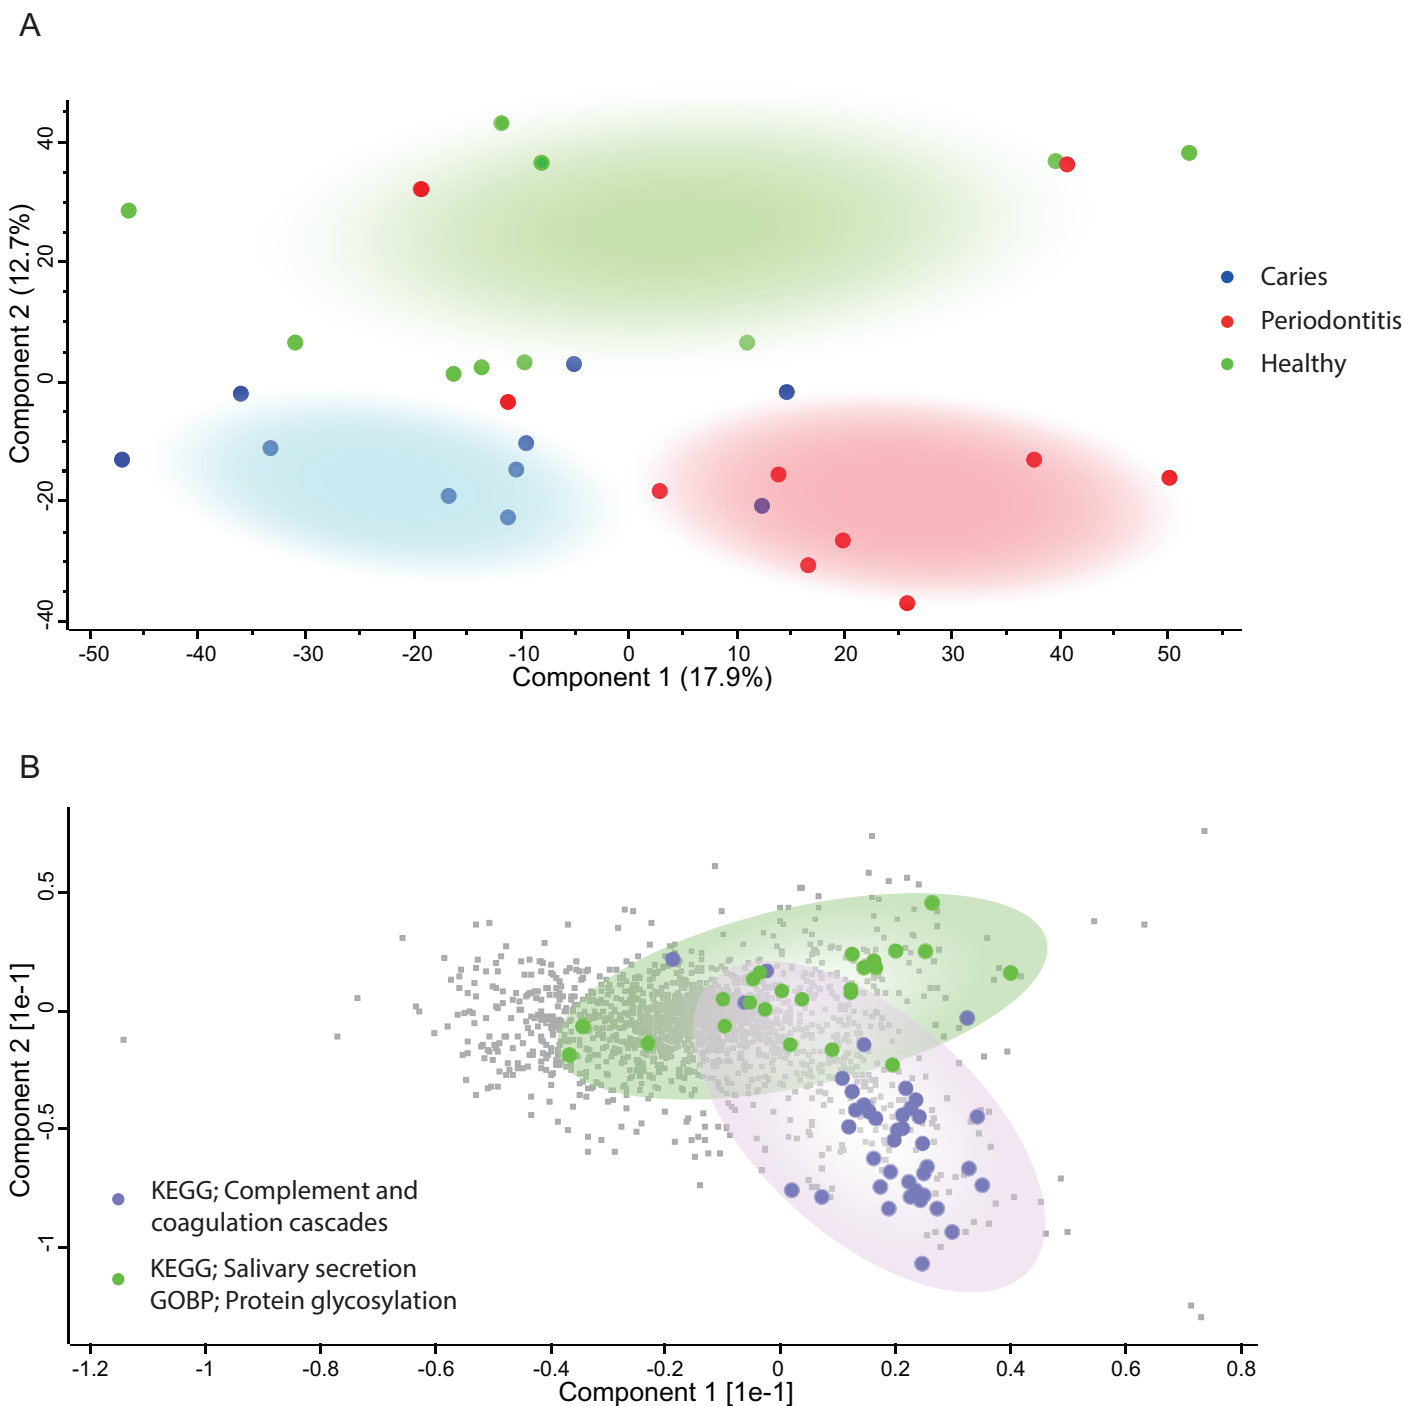 A
40
20
0
-20
-40
Component 2 (12.7%)
-50 -40 -30 -20 -10 0 10 20 30 40 50
Component 1 (17.9%)
Caries
Periodontitis
Healthy
B
0.5
0
-0.5
-1
Component 2 [1e-1]
KEGG; Complement and
coagulation cascades
KEGG; Salivary secretion
GOBP; Protein glycosylation
-1.2 -1 -0.8 -0.6 -0.4 -0.2 0 0.2 0.4 0.6 0.8
Component 1 [1e-1]